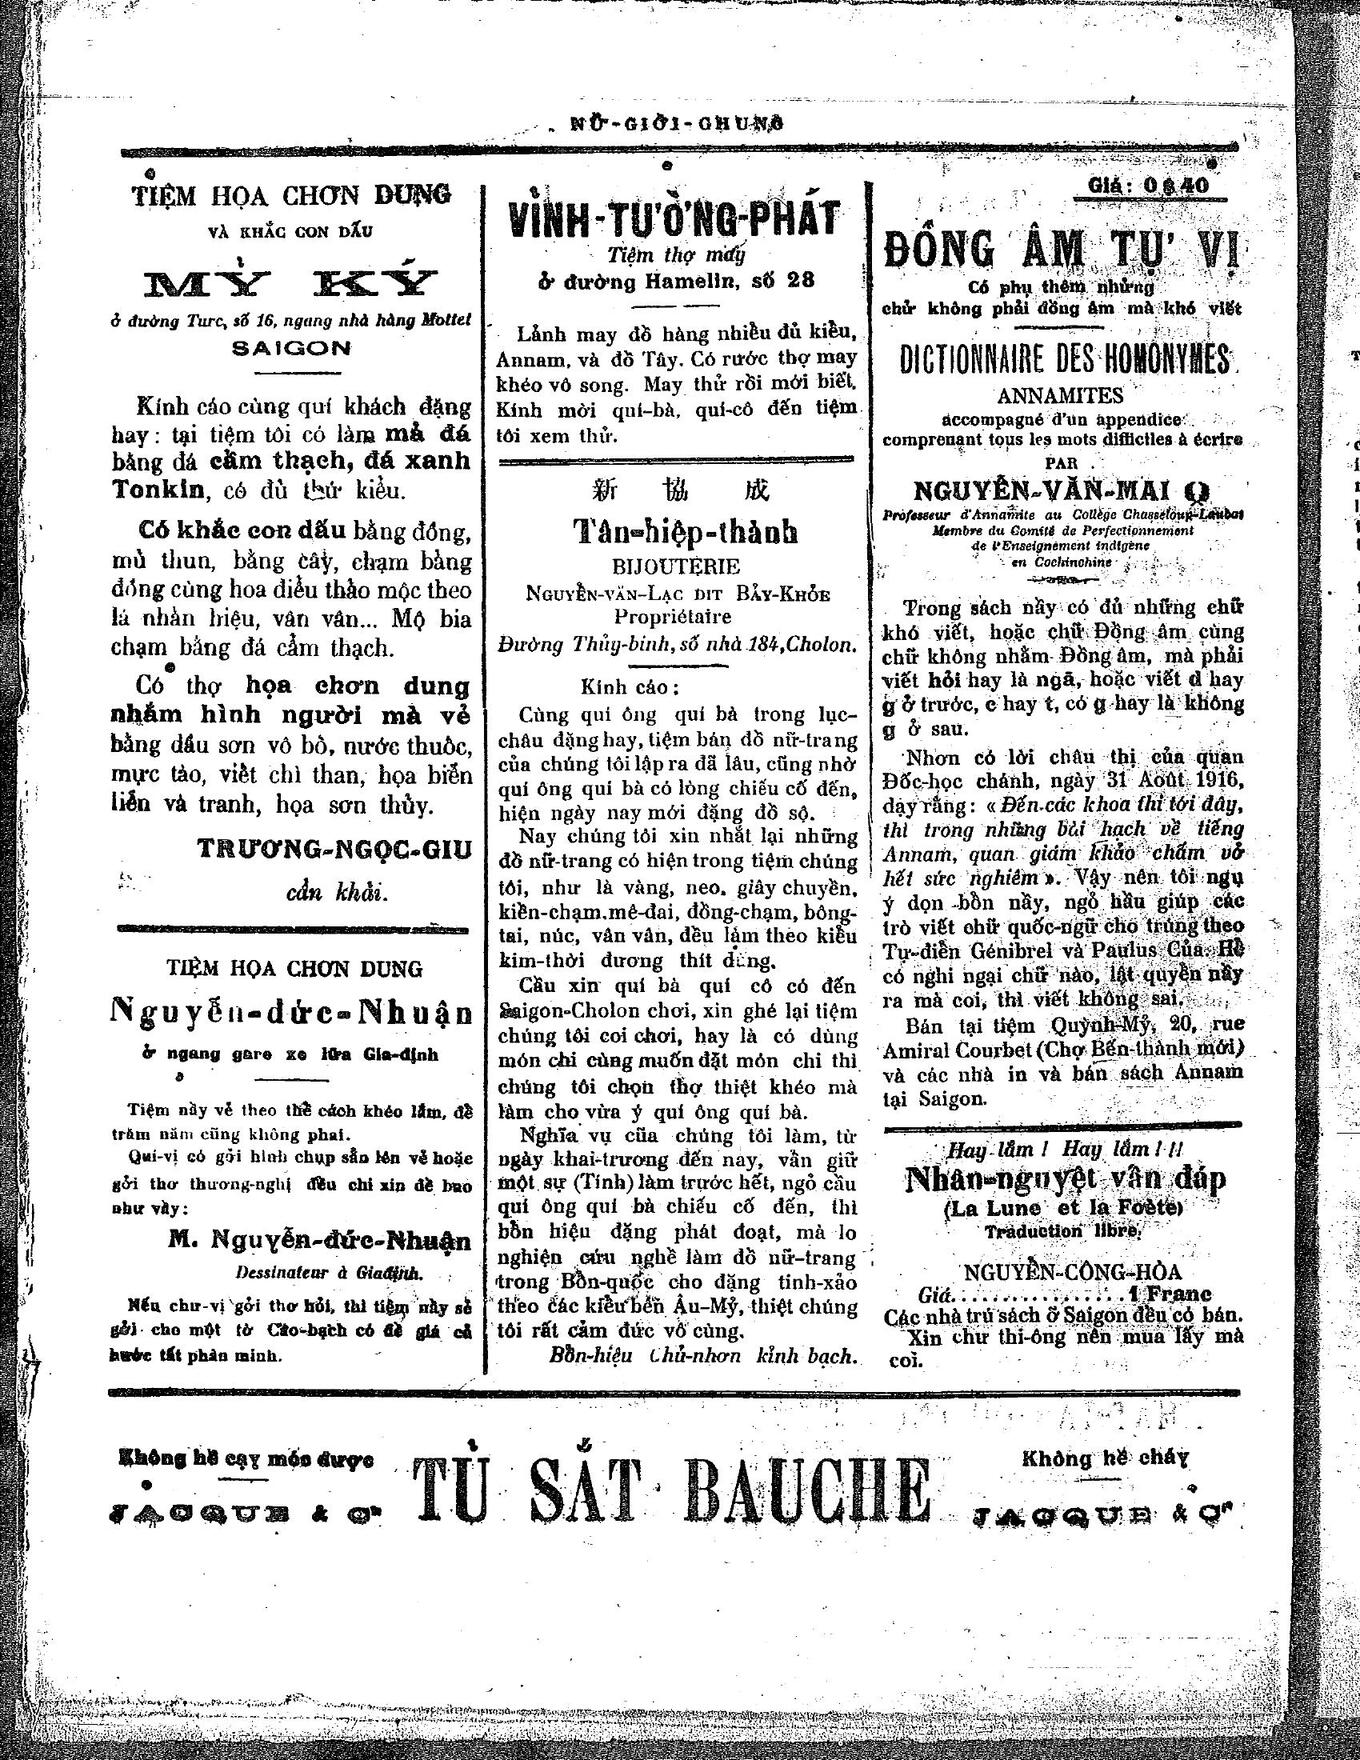 NỮ-GIỚI-CHUNG
TIỆM HỌA CHƠN DUNG
VÀ KHẮC CON DẤU
MỶ KÝ
ở đường Turc, số 16, ngang nhà hàng Mottet
SAIGON
Kính cáo cùng quí khách đặng
hay : tại tiệm tôi có làm mả đá
bằng đá cẩm thạch, đá xanh
Tonkin, có đủ thứ kiểu.
Có khắc con dấu bằng đồng,
mủ thun, bằng cây, chạm bằng
đồng cùng hoa diểu thảo mộc theo
lá nhãn hiệu, vân vân... Mộ bia
chạm bằng đá cẩm thạch.
Có thợ họa chơn dung
nhắm hình người mà vẻ
bằng dầu sơn vô bố, nước thuốc,
mực tào, viết chì than, họa biển
liễn và tranh, họa sơn thủy.
TRƯƠNG-NGỌC-GIU
cẩn khải.
TIỆM HỌA CHƠN DUNG
Nguyễn-đức-Nhuận
ở ngang gare xe lửa Gia-định
Tiệm nầy vẻ theo thể cách khéo lắm, để
trăm năm cũng không phai.
Qui-vị có gởi hình chụp sẵn lên vẻ hoặc
gởi thơ thương-nghị đều chi xin đề bao
như vầy :
M. Nguyễn-đức-Nhuận
Dessinateur à Giađịnh.
Nếu chư-vị gởi thơ hỏi, thì tiệm nầy sẽ
gởi cho một tờ Cáo-bạch có đề giá cả
trước tất phân minh.
VỈNH-TƯỜNG-PHÁT
Tiệm thợ máy
ở đường Hamelin, số 28
Lảnh may đồ hàng nhiều đủ kiểu,
Annam, và đồ Tây. Có rước thợ may
khéo vô song. May thử rồi mới biết.
Kính mời quí-bà, quí-cô đến tiệm
tôi xem thử.
新 協 成
Tân-hiệp-thành
BIJOUTERIE
NGUYỄN-VĂN-LẠC DIT BẢY-KHỎE
Propriétaire
Đường Thủy-binh, số nhà 184, Cholon.
Kính cáo :
Cùng quí ông quí bà trong lục-
châu đặng hay, tiệm bán đồ nữ-trang
của chúng tôi lập ra đã lâu, cũng nhờ
quí ông quí bà có lòng chiếu cố đến,
hiện ngày nay mới đặng đồ sộ.
Nay chúng tôi xin nhắt lại những
đồ nữ-trang có hiện trong tiệm chúng
tôi, như là vàng, neo, giây chuyền,
kiền-chạm, mê-đai, đồng-chạm, bông-
tai, núc, vân vân, đều làm theo kiểu
kim-thời đương thít dùng.
Cầu xin quí bà quí cô có đến
Saigon-Cholon chơi, xin ghé lại tiệm
chúng tôi coi chơi, hay là có dùng
món chi cùng muốn đặt món chi thì
chúng tôi chọn thợ thiệt khéo mà
làm cho vừa ý quí ông quí bà.
Nghĩa vụ của chúng tôi làm, từ
ngày khai-trương đến nay, vẫn giữ
một sự (Tính) làm trước hết, ngỏ cầu
quí ông quí bà chiếu cố đến, thì
bổn hiệu đặng phát đoạt, mà lo
nghiện cứu nghề làm đồ nữ-trang
trong Bổn-quốc cho đặng tinh-xảo
theo các kiểu bên Âu-Mỹ, thiệt chúng
tôi rất cảm đức vô cùng.
Bổn-hiệu Chủ-nhơn kỉnh bạch.
Giá : 0$40
ĐỒNG ÂM TỰ VỊ
Có phụ thêm những
chử không phải đồng âm mà khó viết
DICTIONNAIRE DES HOMONYMES
ANNAMITES
accompagné d'un appendice
comprenant tous les mots difficiles à écrire
PAR
NGUYỄN-VĂN-MAI Q
Professeur d'Annamite au Collège Chasseloup-Laubat
Membre du Comité de Perfectionnement
de l'Enseignement indigène
en Cochinchine
Trong sách nầy có đủ những chữ
khó viết, hoặc chữ Đồng âm cùng
chữ không nhằm Đồng âm, mà phải
viết hỏi hay là ngã, hoặc viết d hay
g ở trước, c hay t, có g hay là không
g ở sau.
Nhơn có lời châu thị của quan
Đốc-học chánh, ngày 31 Août 1916,
dạy rằng : « Đến các khoa thi tới đây,
thì trong những bài hạch về tiếng
Annam, quan giám khảo chấm vở
hết sức nghiêm ». Vậy nên tôi ngụ
ý dọn bổn nầy, ngỏ hầu giúp các
trò viết chữ quốc-ngữ cho trúng theo
Tự-điển Génibrel và Paulus Của. Hễ
có nghi ngại chữ nào, lật quyển nầy
ra mà coi, thì viết không sai.
Bán tại tiệm Quỳnh-Mỹ, 20, rue
Amiral Courbet (Chợ Bến-thành mới)
và các nhà in và bán sách Annam
tại Saigon.
Hay lắm ! Hay lắm ! !!
Nhân-nguyệt vấn đáp
(La Lune et la Foète)
Traduction libre.
NGUYỄN-CÔNG-HÒA
Giá................1 Franc
Các nhà trử sách ở Saigon đều có bán.
Xin chư thi-ông nên mua lấy mà
coi.
Không hề cạy móc được
JACQUE & Cie
TỦ SẮT BAUCHE
Không hề cháy
JACQUE & Cie